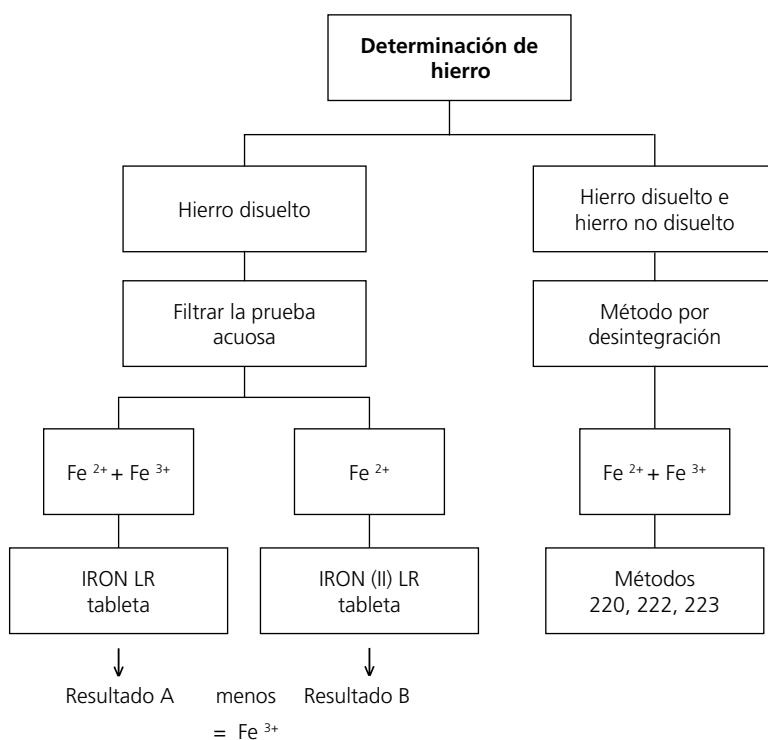 Determinación de
hierro
Hierro disuelto
Hierro disuelto e
hierro no disuelto
Filtrar la prueba
acuosa
Método por
desintegración
Fe 2+ + Fe 3+
Fe 2+
Fe 2+ + Fe 3+
IRON LR
tableta
IRON (II) LR
tableta
Métodos
220, 222, 223
Resultado A menos Resultado B
= Fe 3+